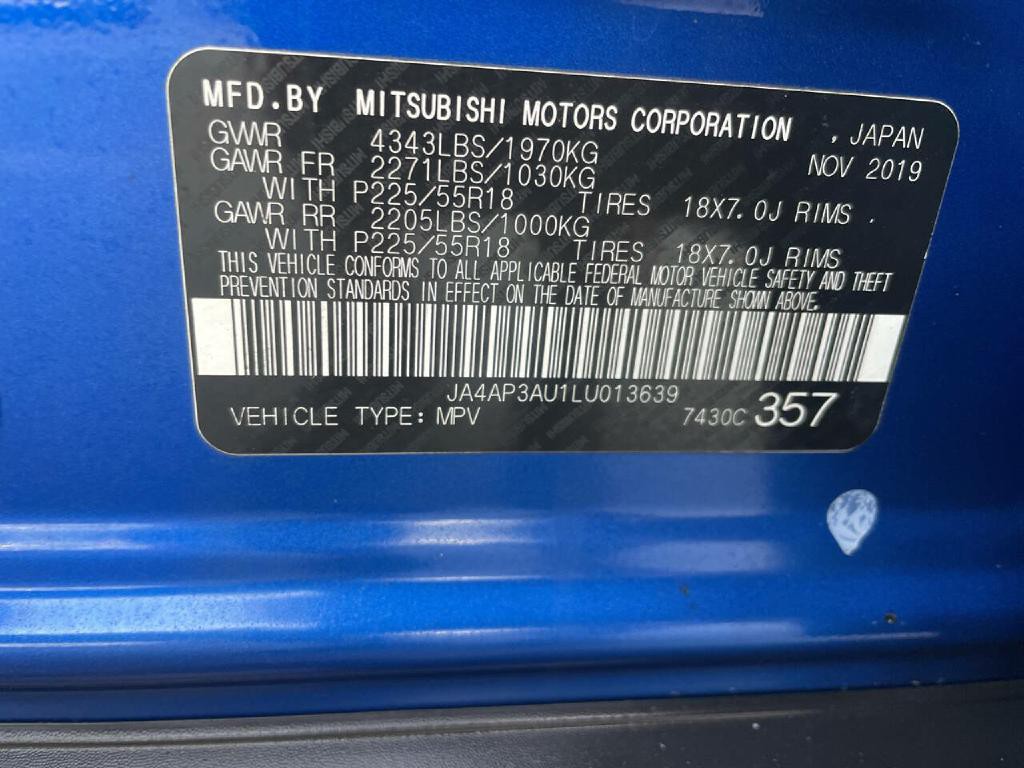 MFD.BY MITSUBISHI MOTORS CORPORATION , JAPAN
GVWR 4343LBS/1970KG NOV 2019
GAWR FR 2271LBS/1030KG
WITH P225/55R18 TIRES 18X7.0J RIMS .
GAWR RR 2205LBS/1000KG
WITH P225/55R18 TIRES 18X7.0J RIMS
THIS VEHICLE CONFORMS TO ALL APPLICABLE FEDERAL MOTOR VEHICLE SAFETY AND THEFT
PREVENTION STANDARDS IN EFFECT ON THE DATE OF MANUFACTURE SHOWN ABOVE.
JA4AP3AU1LU013639
VEHICLE TYPE: MPV 7430C 357